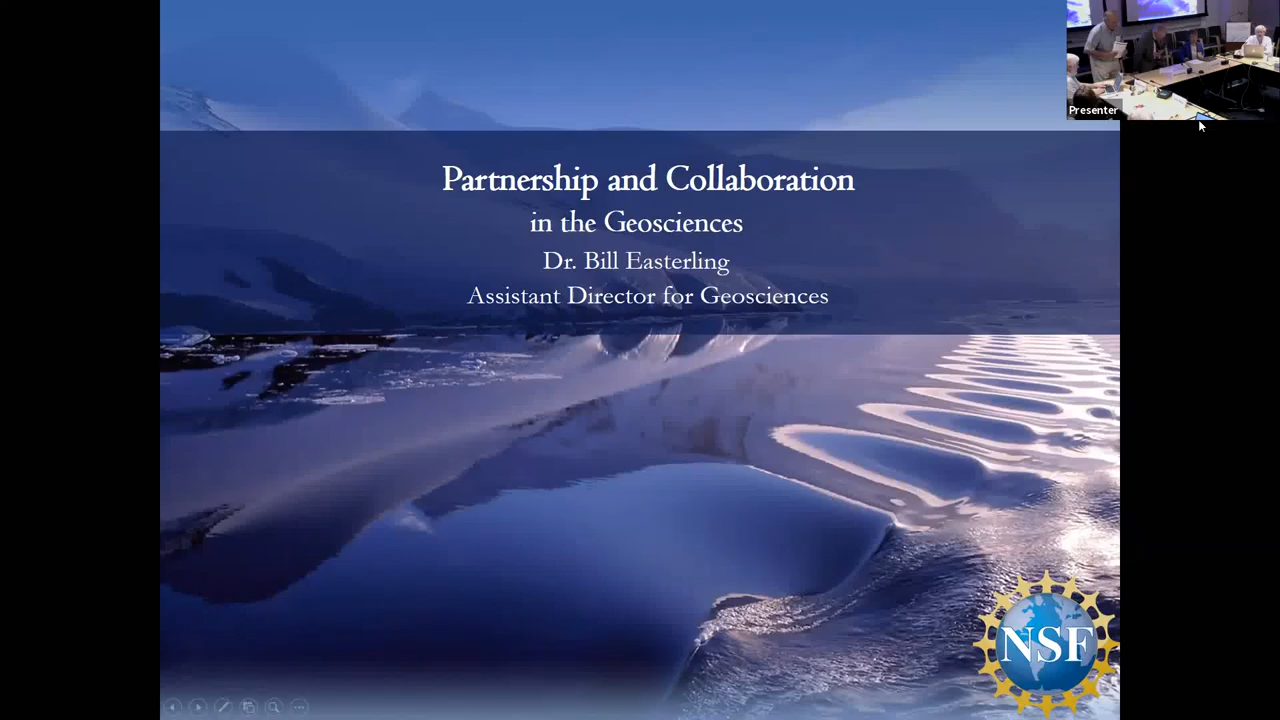 Partnership and Collaboration
in the Geosciences
Dr. Bill Easterling
Assistant Director for Geosciences
Presenter
NSF